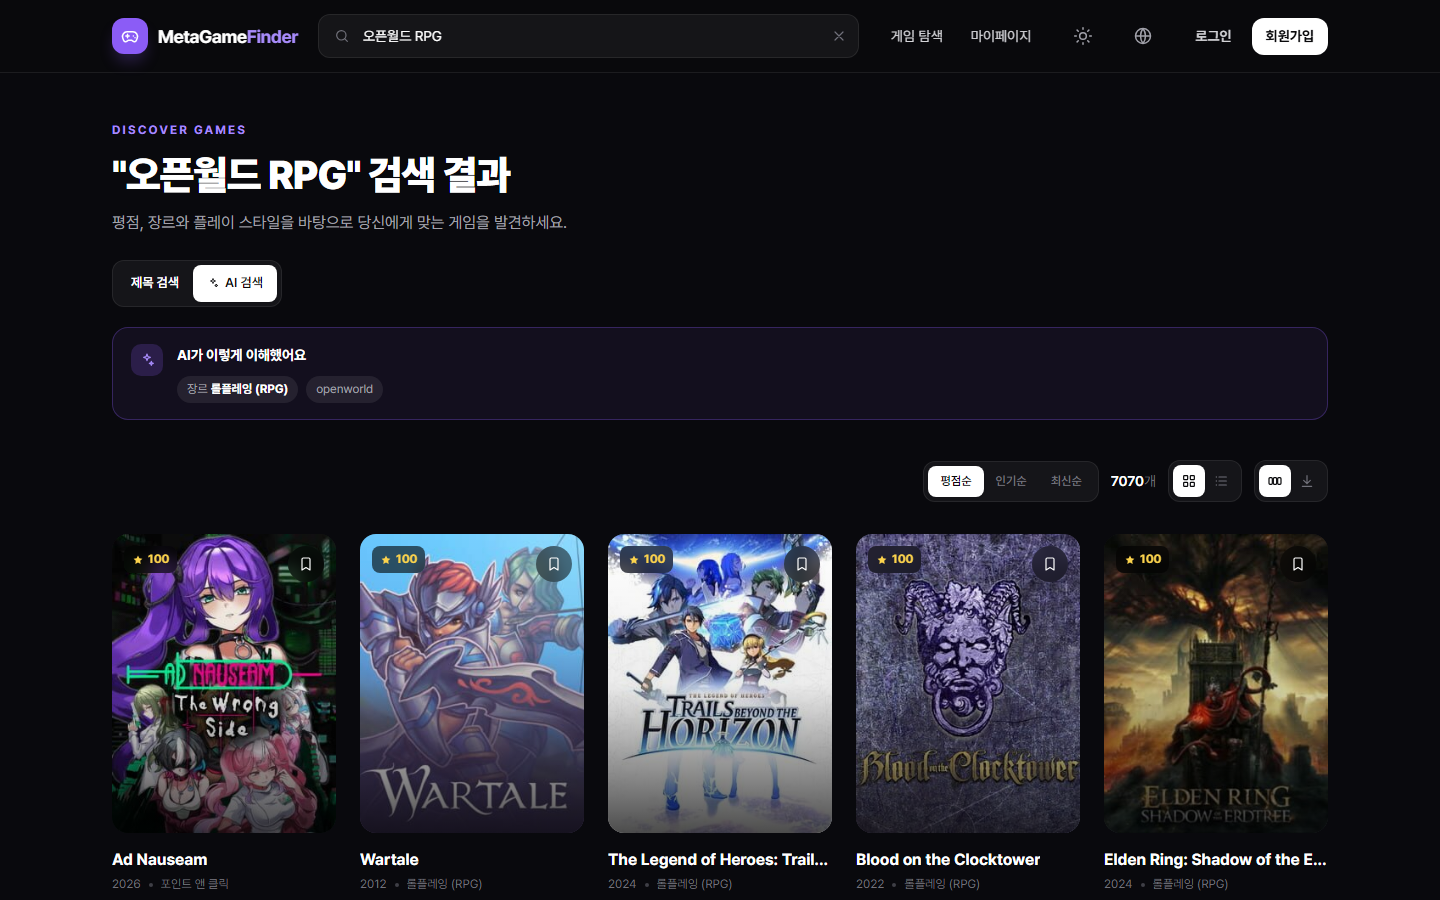 MetaGameFinder
오픈월드 RPG
게임 탐색
마이페이지
로그인
회원가입
DISCOVER GAMES
"오픈월드 RPG" 검색 결과
평점, 장르와 플레이 스타일을 바탕으로 당신에게 맞는 게임을 발견하세요.
제목 검색
AI 검색
AI가 이렇게 이해했어요
장르 롤플레잉 (RPG)
openworld
평점순
인기순
최신순
7070개
100
100
100
100
100
AD NAUSEAM
The Wrong
Side
WARTALE
THE LEGEND OF HEROES
TRAILS BEYOND THE
HORIZON
Blood on the Clocktower
ELDEN RING
SHADOW OF THE ERDTREE
Ad Nauseam
Wartale
The Legend of Heroes: Trail...
Blood on the Clocktower
Elden Ring: Shadow of the E...
2026 • 포인트 앤 클릭
2012 • 롤플레잉 (RPG)
2024 • 롤플레잉 (RPG)
2022 • 롤플레잉 (RPG)
2024 • 롤플레잉 (RPG)